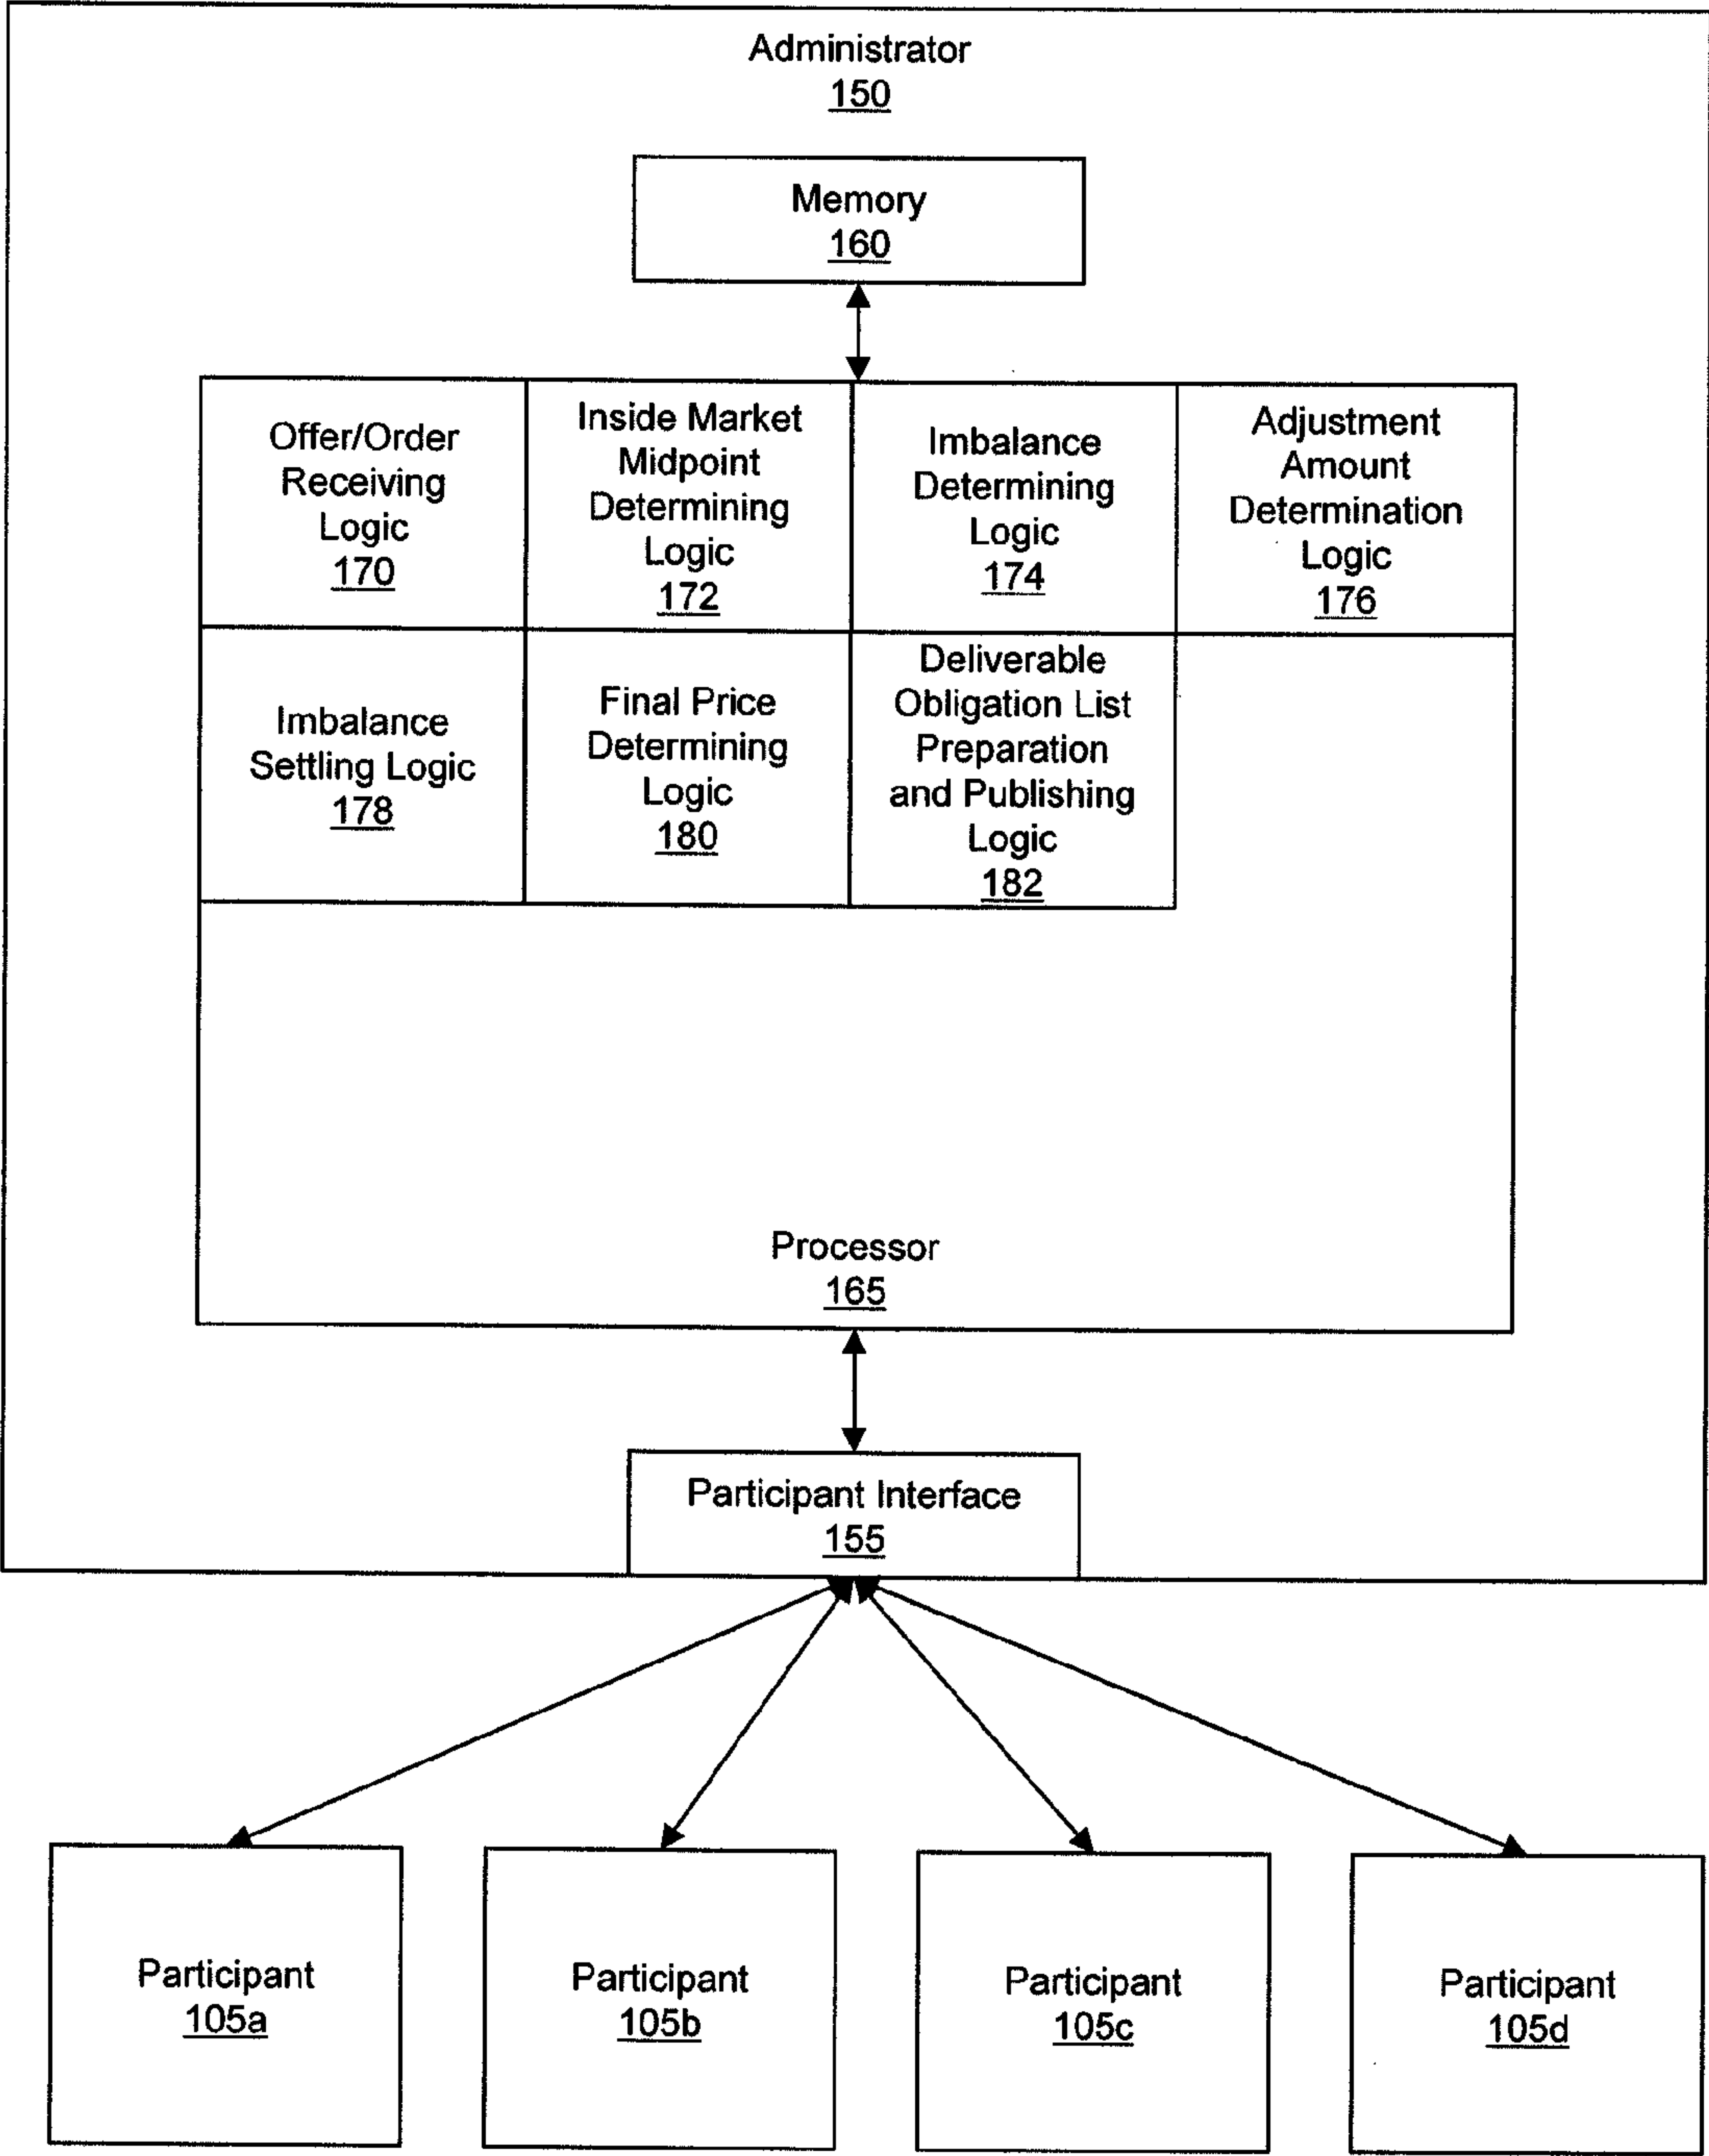 Administrator
150
Memory
160
Offer/Order
Receiving
Logic
170
Inside Market
Midpoint
Determining
Logic
172
Imbalance
Determining
Logic
174
Adjustment
Amount
Determination
Logic
176
Imbalance
Settling Logic
178
Final Price
Determining
Logic
180
Deliverable
Obligation List
Preparation
and Publishing
Logic
182
Processor
165
Participant Interface
155
Participant
105a
Participant
105b
Participant
105c
Participant
105d